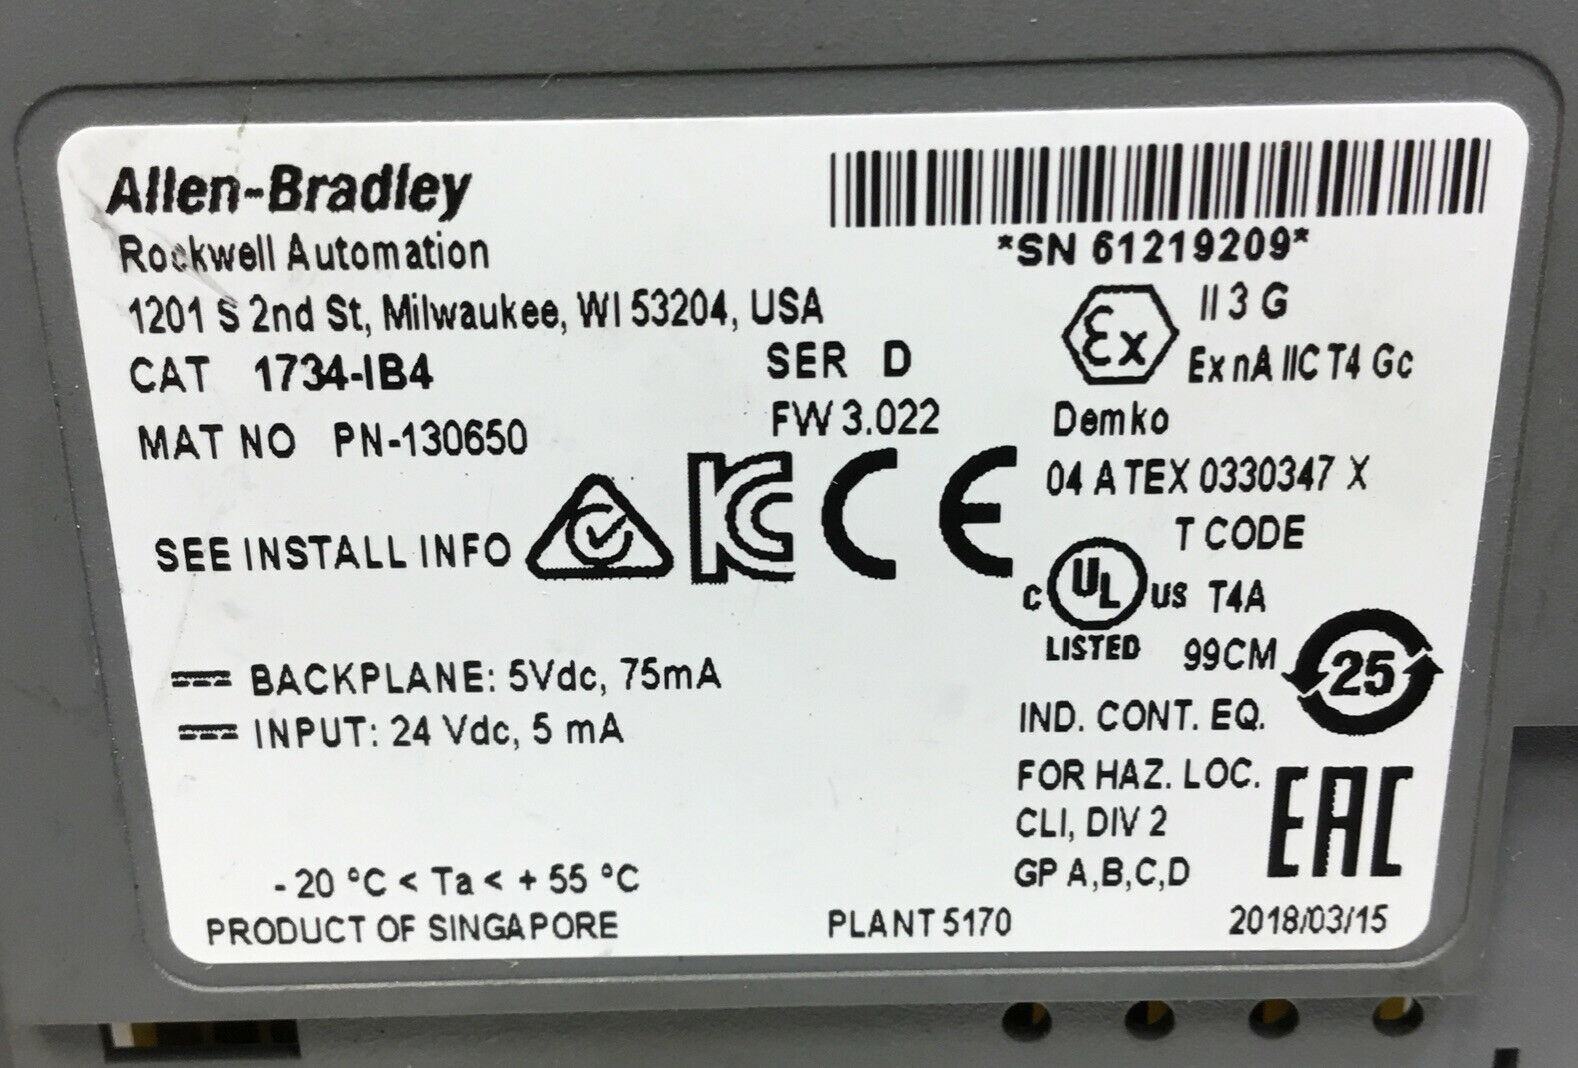 Allen-Bradley
Rockwell Automation
1201 S 2nd St, Milwaukee, WI 53204, USA
CAT 1734-IB4
MAT NO PN-130650
SER D
FW 3.022
*SN 61219209*
Ex II 3 G
Ex nA IIC T4 Gc
Demko
04 ATEX 0330347 X
SEE INSTALL INFO
KC CE
T CODE
C UL US T4A
LISTED 99CM
25
BACKPLANE: 5Vdc, 75mA
INPUT: 24 Vdc, 5 mA
IND. CONT. EQ.
FOR HAZ. LOC.
CLI, DIV 2
GP A,B,C,D
EAC
- 20 °C < Ta < + 55 °C
PRODUCT OF SINGAPORE
PLANT 5170
2018/03/15